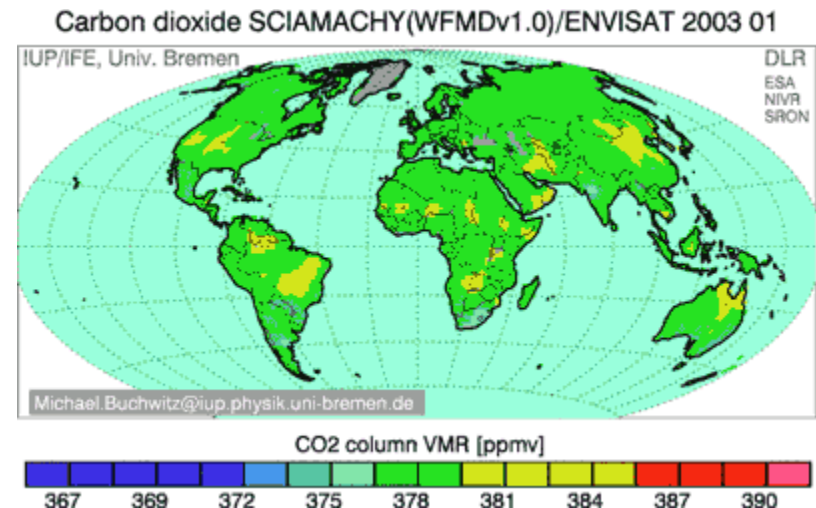 Carbon dioxide SCIAMACHY(WFMDv1.0)/ENVISAT 2003 01
IUP/IFE, Univ. Bremen
DLR
ESA
NIVR
SRON
Michael.Buchwitz@iup.physik.uni-bremen.de
CO2 column VMR [ppmv]
367 369 372 375 378 381 384 387 390